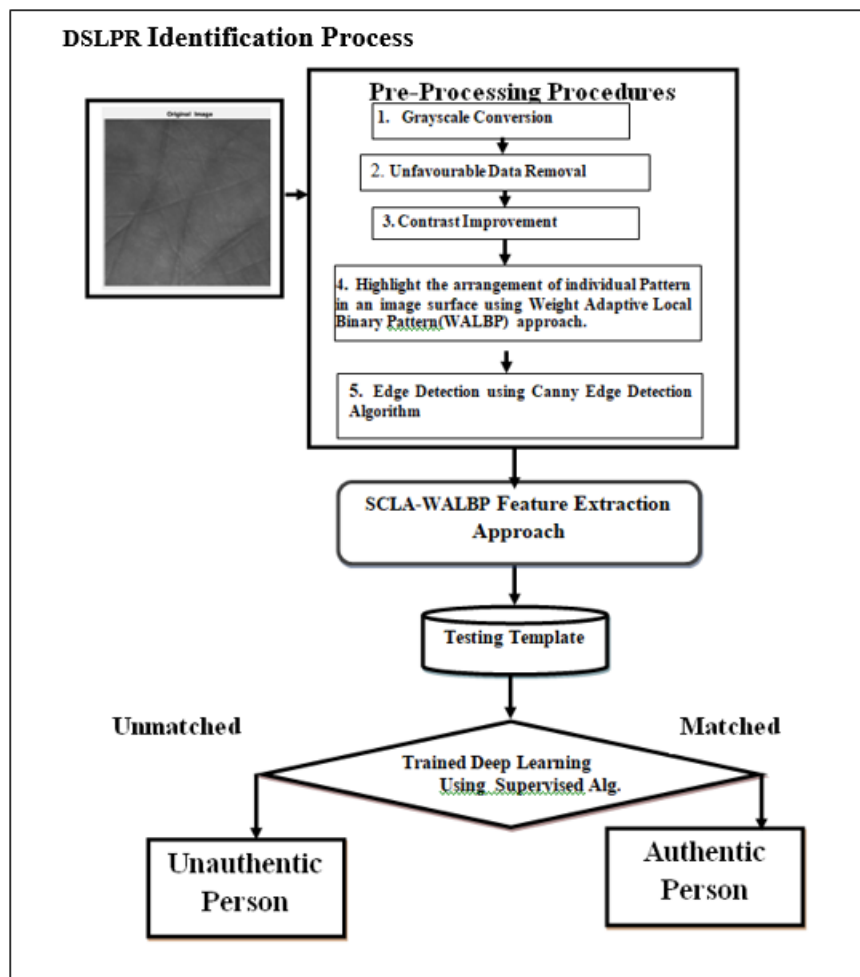 DSLPR Identification Process
Pre-Processing Procedures
Original Image
1. Grayscale Conversion
2. Unfavourable Data Removal
3. Contrast Improvement
4. Highlight the arrangement of individual Pattern
in an image surface using Weight Adaptive Local
Binary Pattern(WALBP) approach.
5. Edge Detection using Canny Edge Detection
Algorithm
SCLA-WALBP Feature Extraction
Approach
Testing Template
Unmatched
Matched
Trained Deep Learning
Using Supervised Alg.
Unauthentic
Person
Authentic
Person